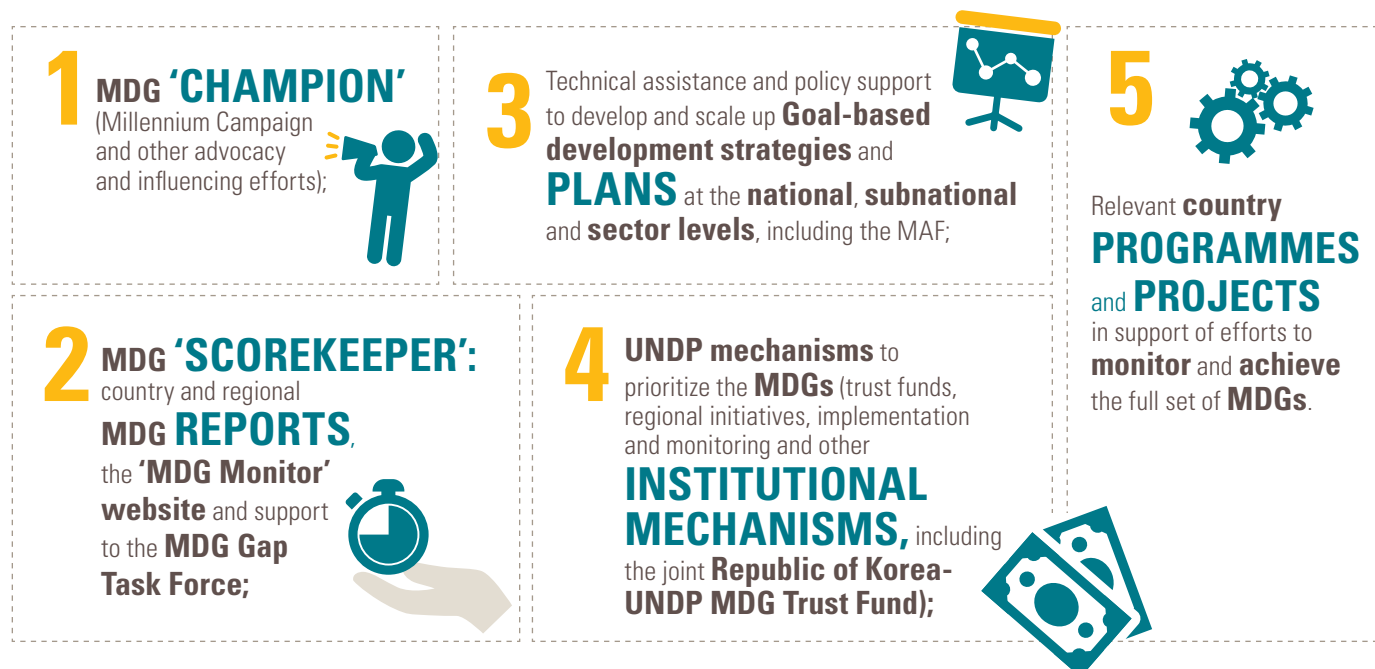 1
MDG 'CHAMPION'
(Millennium Campaign
and other advocacy
and influencing efforts);
2
MDG 'SCOREKEEPER':
country and regional
MDG REPORTS,
the 'MDG Monitor'
website and support
to the MDG Gap
Task Force;
3
Technical assistance and policy support
to develop and scale up Goal-based
development strategies and
PLANS at the national, subnational
and sector levels, including the MAF;
4
UNDP mechanisms to
prioritize the MDGs (trust funds,
regional initiatives, implementation
and monitoring and other
INSTITUTIONAL
MECHANISMS, including
the joint Republic of Korea-
UNDP MDG Trust Fund);
5
Relevant country
PROGRAMMES
and PROJECTS
in support of efforts to
monitor and achieve
the full set of MDGs.